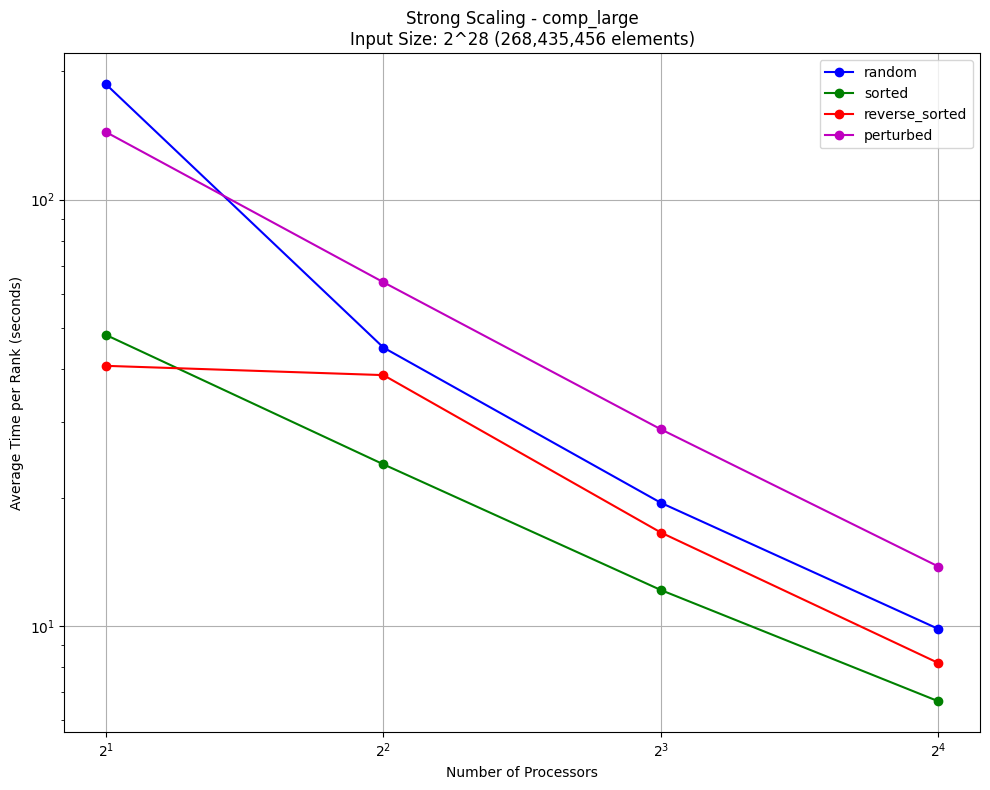 Strong Scaling - comp_large
Input Size: 2^28 (268,435,456 elements)
random
sorted
reverse_sorted
perturbed
Average Time per Rank (seconds)
10²
10¹
2¹ 2² 2³ 2⁴
Number of Processors